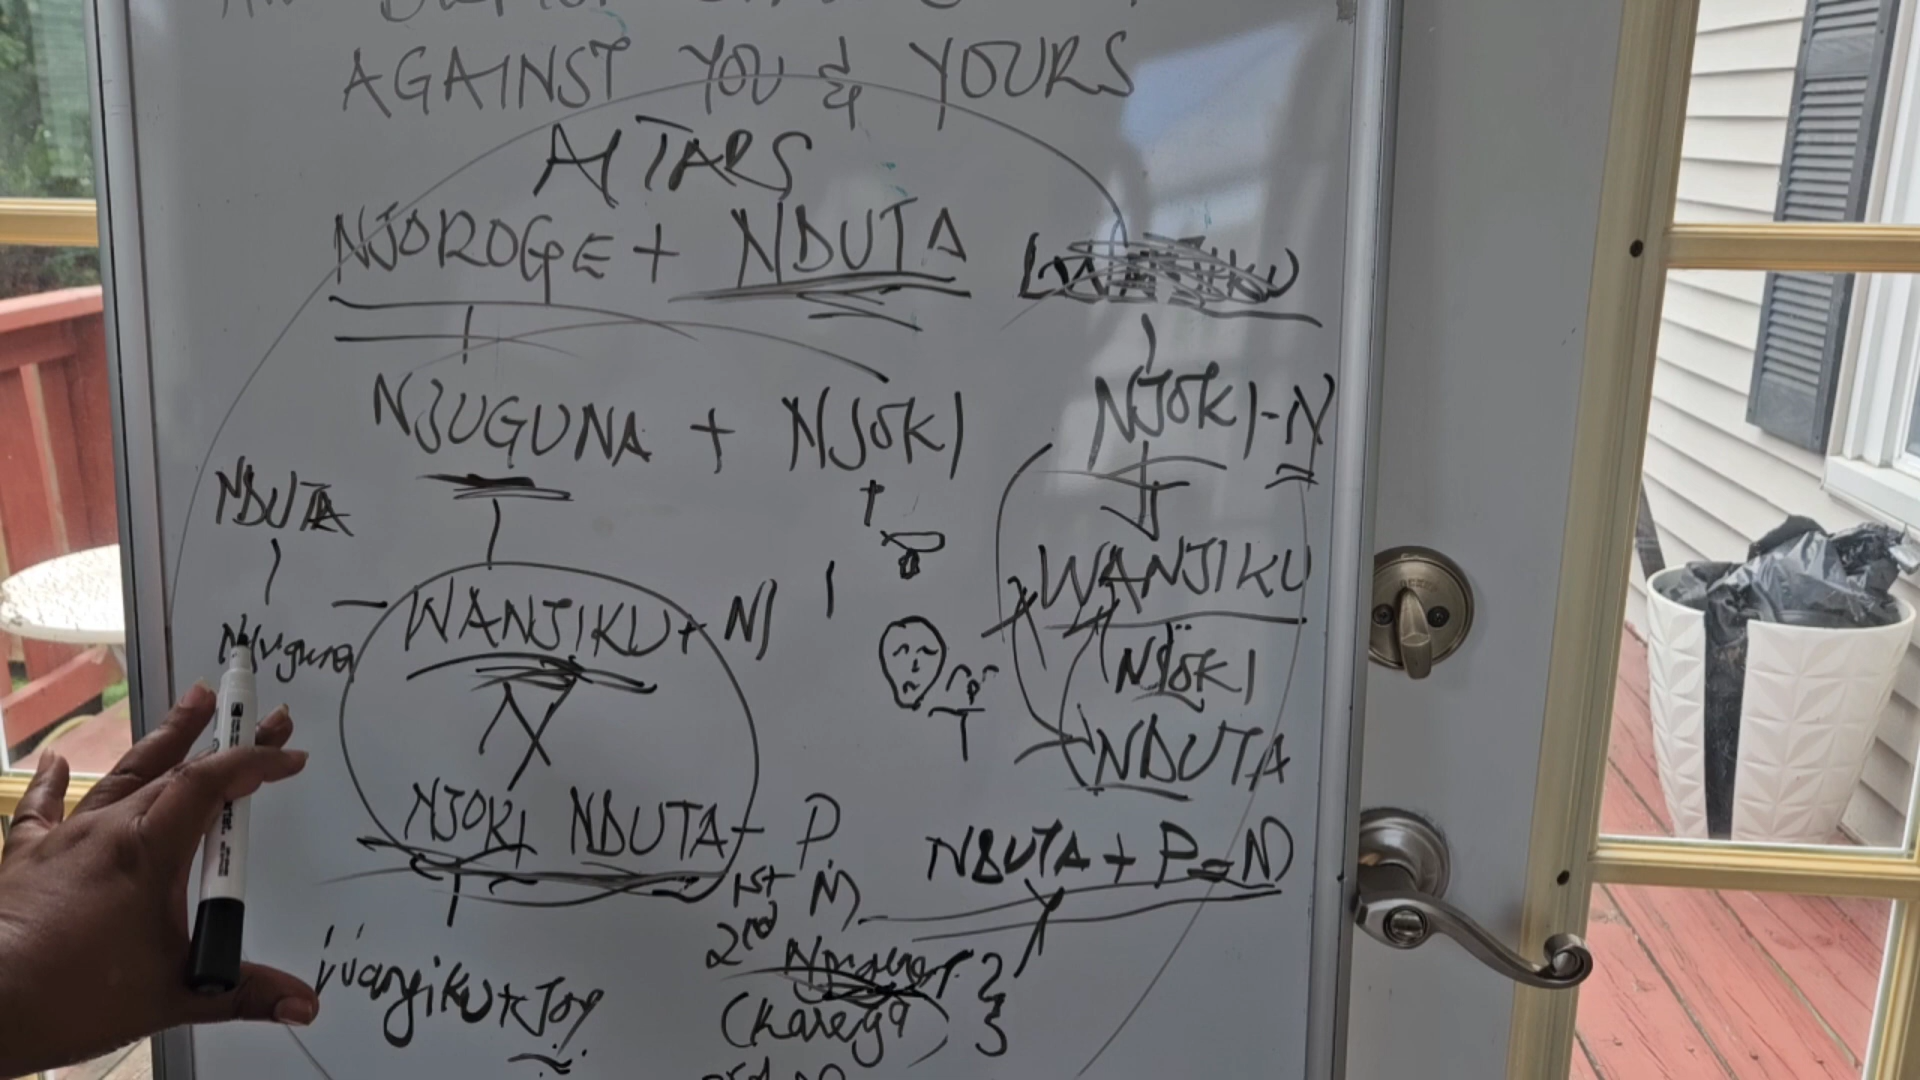 AGAINST YOU & YOURS
ALTARS
NJOROGE + NDUTA
NJUGUNA + NJOKI
NJOKI-N
NDUTA
WANJIKU + NJ
WANJIKU
Njuguna
NJOKI
NDUTA
NJOKI NDUTA - P
NDUTA + P = N
1st N
2nd
Wanjiku + Joy
(Karega)